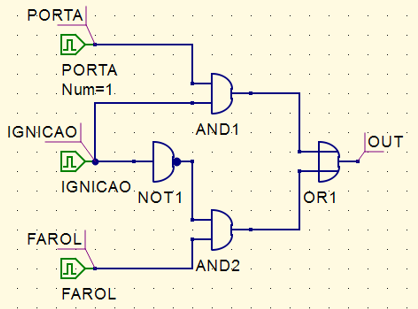 PORTA
PORTA
Num=1
AND1
IGNICAO
OUT
IGNICAO
NOT1
OR1
FAROL
AND2
FAROL